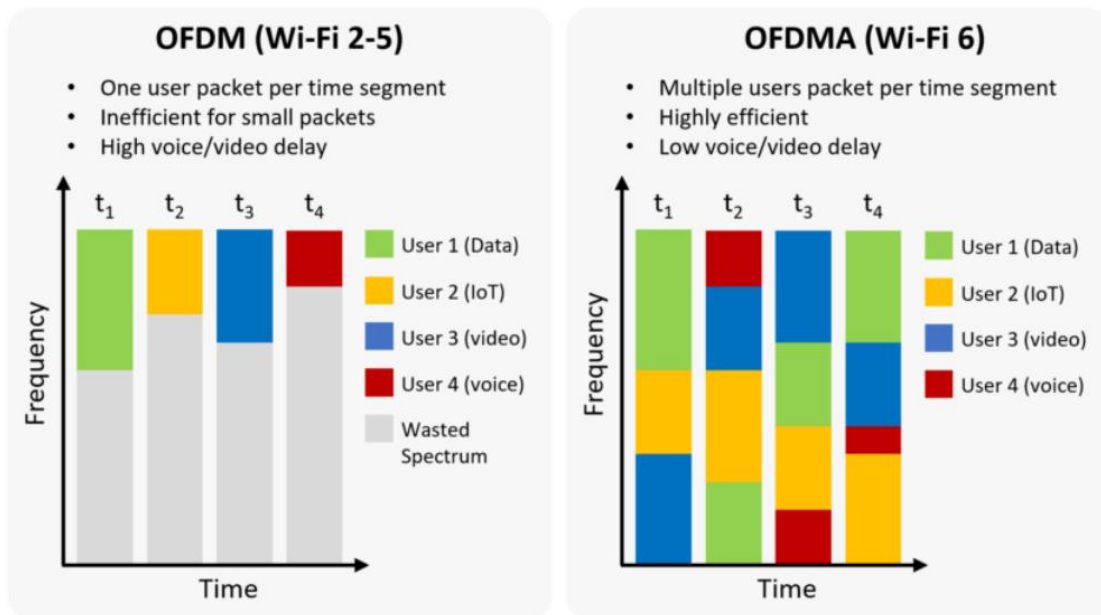 OFDM (Wi-Fi 2-5)
• One user packet per time segment
• Inefficient for small packets
• High voice/video delay
t₁ t₂ t₃ t₄
User 1 (Data)
User 2 (IoT)
User 3 (video)
User 4 (voice)
Wasted
Spectrum
Frequency
Time
OFDMA (Wi-Fi 6)
• Multiple users packet per time segment
• Highly efficient
• Low voice/video delay
t₁ t₂ t₃ t₄
User 1 (Data)
User 2 (IoT)
User 3 (video)
User 4 (voice)
Frequency
Time